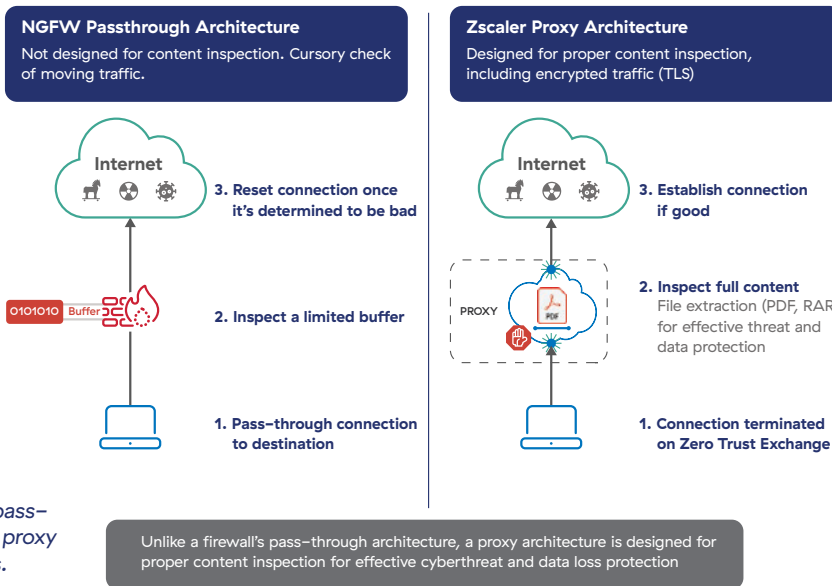 NGFW Passthrough Architecture
Not designed for content inspection. Cursory check
of moving traffic.
Internet
3. Reset connection once
it's determined to be bad
0101010
Buffer
2. Inspect a limited buffer
1. Pass-through connection
to destination
Zscaler Proxy Architecture
Designed for proper content inspection,
including encrypted traffic (TLS)
Internet
3. Establish connection
if good
PROXY
PDF
2. Inspect full content
File extraction (PDF, RAR
for effective threat and
data protection
1. Connection terminated
on Zero Trust Exchange
pass-
proxy
Unlike a firewall's pass-through architecture, a proxy architecture is designed for
proper content inspection for effective cyberthreat and data loss protection